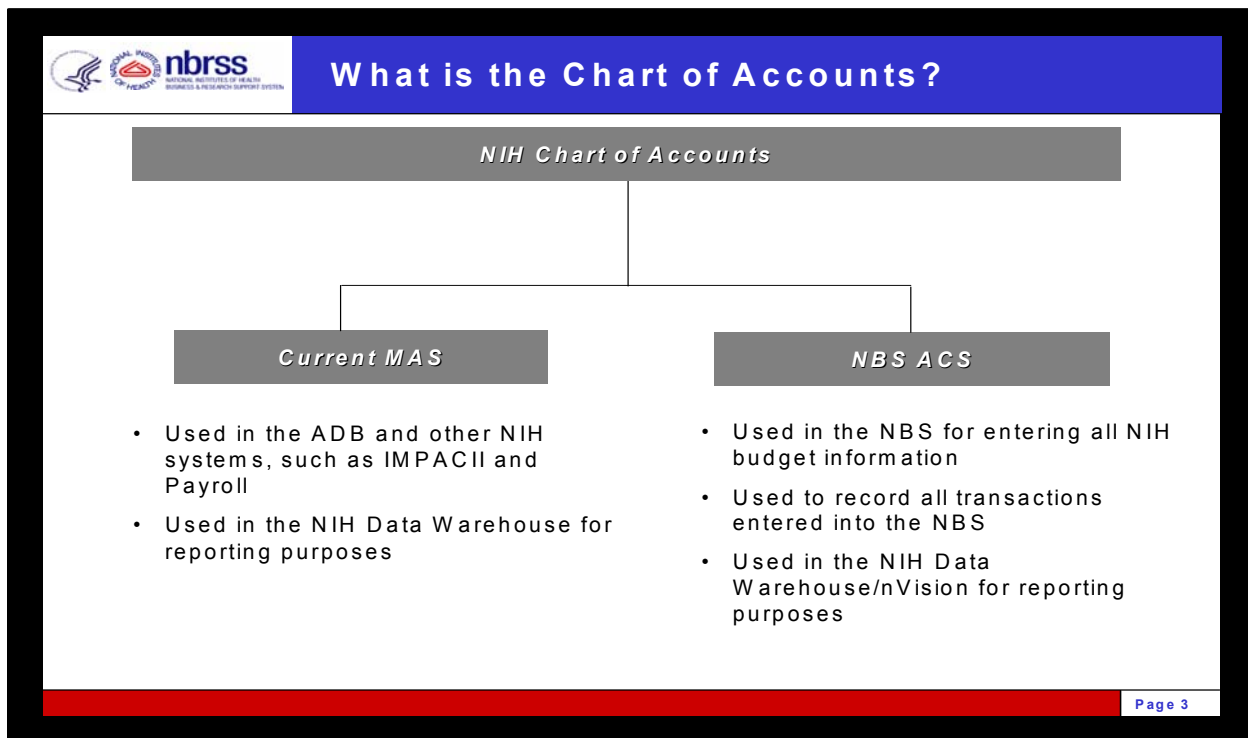 nbrss
NATIONAL INSTITUTES OF HEALTH
BUSINESS & RESEARCH SUPPORT SYSTEM
What is the Chart of Accounts?
NIH Chart of Accounts
Current MAS
• Used in the ADB and other NIH
systems, such as IMPACII and
Payroll
• Used in the NIH Data Warehouse for
reporting purposes
NBS ACS
• Used in the NBS for entering all NIH
budget information
• Used to record all transactions
entered into the NBS
• Used in the NIH Data
Warehouse/nVision for reporting
purposes
Page 3